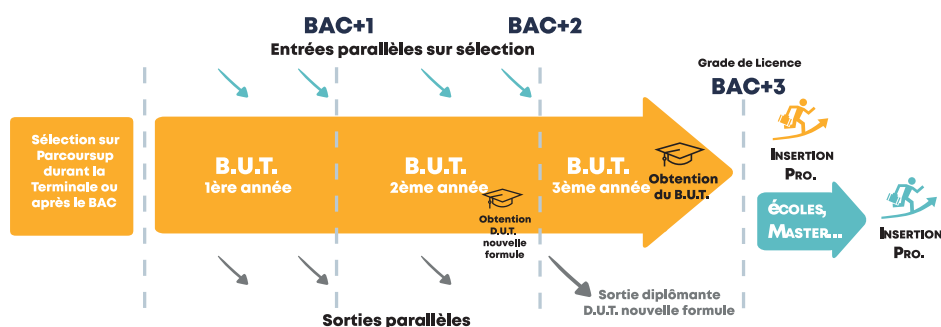 BAC+1
BAC+2
Entrées parallèles sur sélection
Grade de Licence
BAC+3
Sélection sur
Parcoursup
durant la
Terminale ou
après le BAC
B.U.T.
1ère année
B.U.T.
2ème année
Obtention
D.U.T.
nouvelle
formule
B.U.T.
3ème année
Obtention
du B.U.T.
INSERTION
PRO.
éCOLES,
MASTER...
INSERTION
PRO.
Sortie diplômante
D.U.T. nouvelle formule
Sorties parallèles